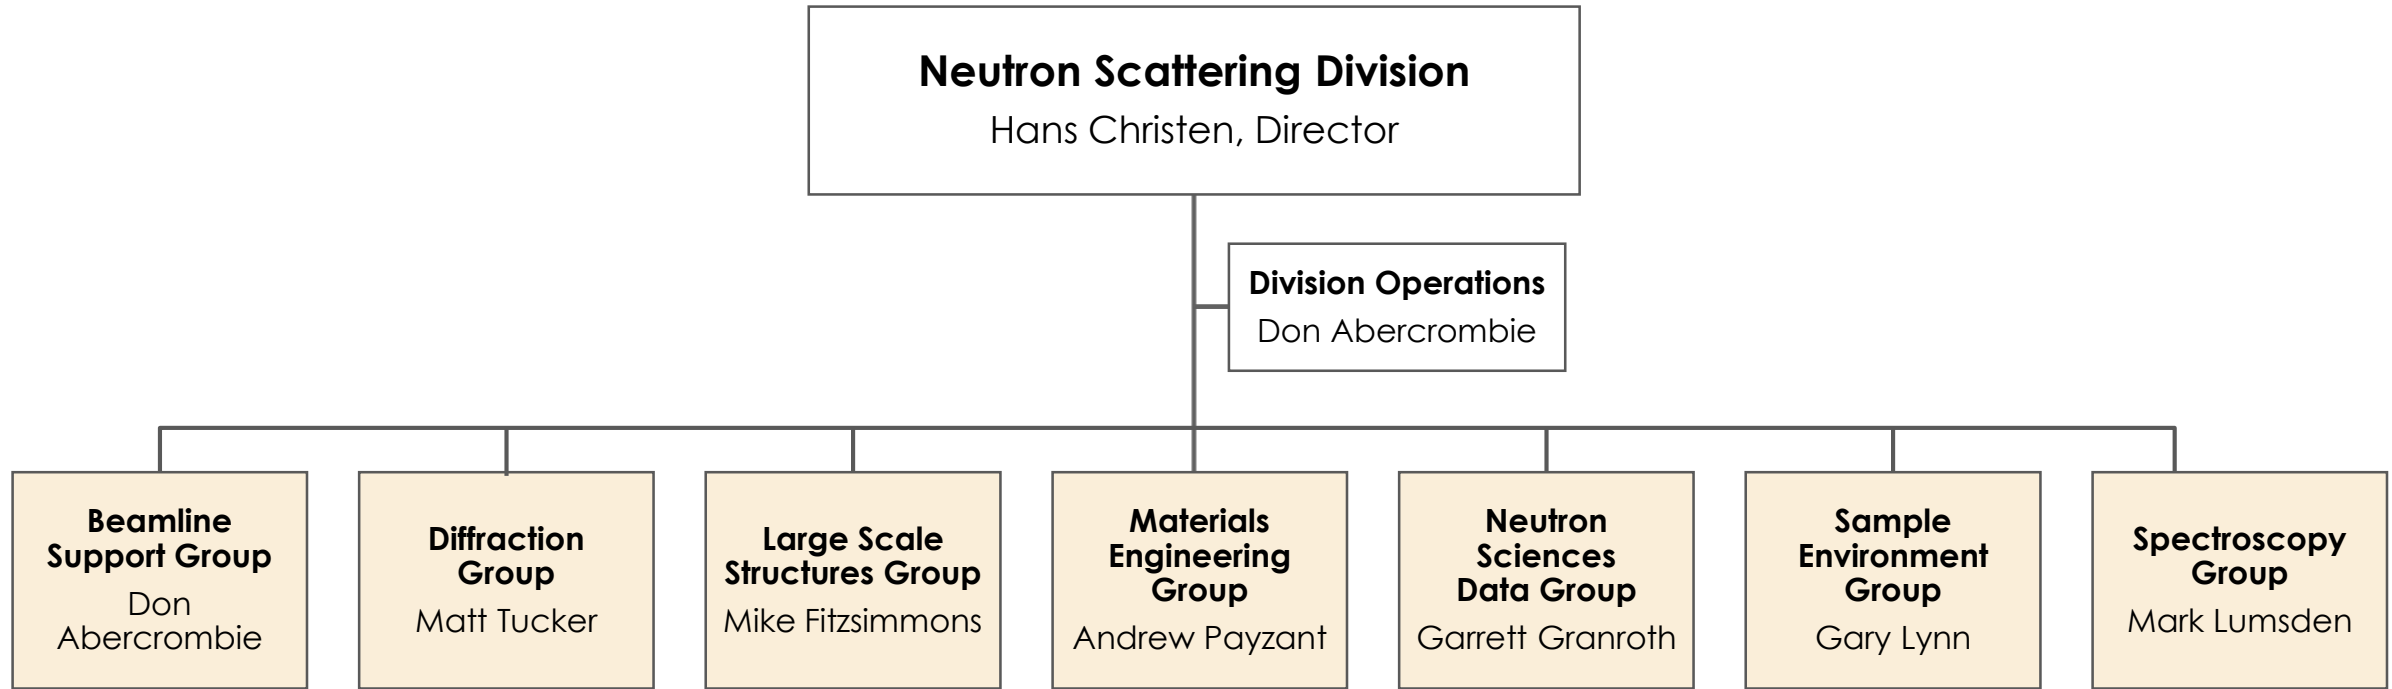 Neutron Scattering Division
Hans Christen, Director
Division Operations
Don Abercrombie
Beamline
Support Group
Don
Abercrombie
Diffraction
Group
Matt Tucker
Large Scale
Structures Group
Mike Fitzsimmons
Materials
Engineering
Group
Andrew Payzant
Neutron
Sciences
Data Group
Garrett Granroth
Sample
Environment
Group
Gary Lynn
Spectroscopy
Group
Mark Lumsden